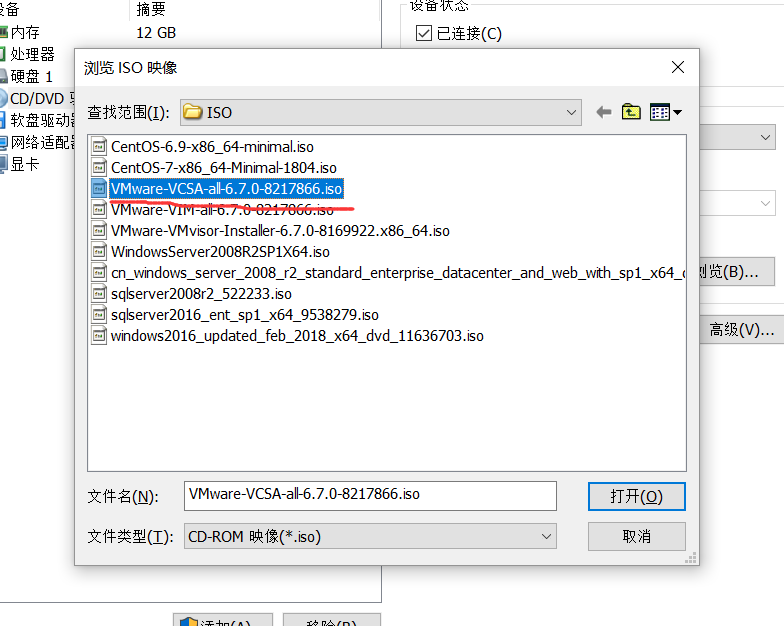 设备
摘要
设备状态
内存
12 GB
已连接(C)
处理器
硬盘 1
CD/DVD
软盘驱动
网络适配
显卡
浏览 ISO 映像
查找范围(I):
ISO
CentOS-6.9-x86_64-minimal.iso
CentOS-7-x86_64-Minimal-1804.iso
VMware-VCSA-all-6.7.0-8217866.iso
VMware-VIM-all-6.7.0-8217866.iso
VMware-VMvisor-Installer-6.7.0-8169922.x86_64.iso
WindowsServer2008R2SP1X64.iso
cn_windows_server_2008_r2_standard_enterprise_datacenter_and_web_with_sp1_x64_
sqlserver2008r2_522233.iso
sqlserver2016_ent_sp1_x64_9538279.iso
windows2016_updated_feb_2018_x64_dvd_11636703.iso
浏览(B)...
高级(V)...
文件名(N):
VMware-VCSA-all-6.7.0-8217866.iso
打开(O)
文件类型(T):
CD-ROM 映像(*.iso)
取消
添加(A)
移除(R)